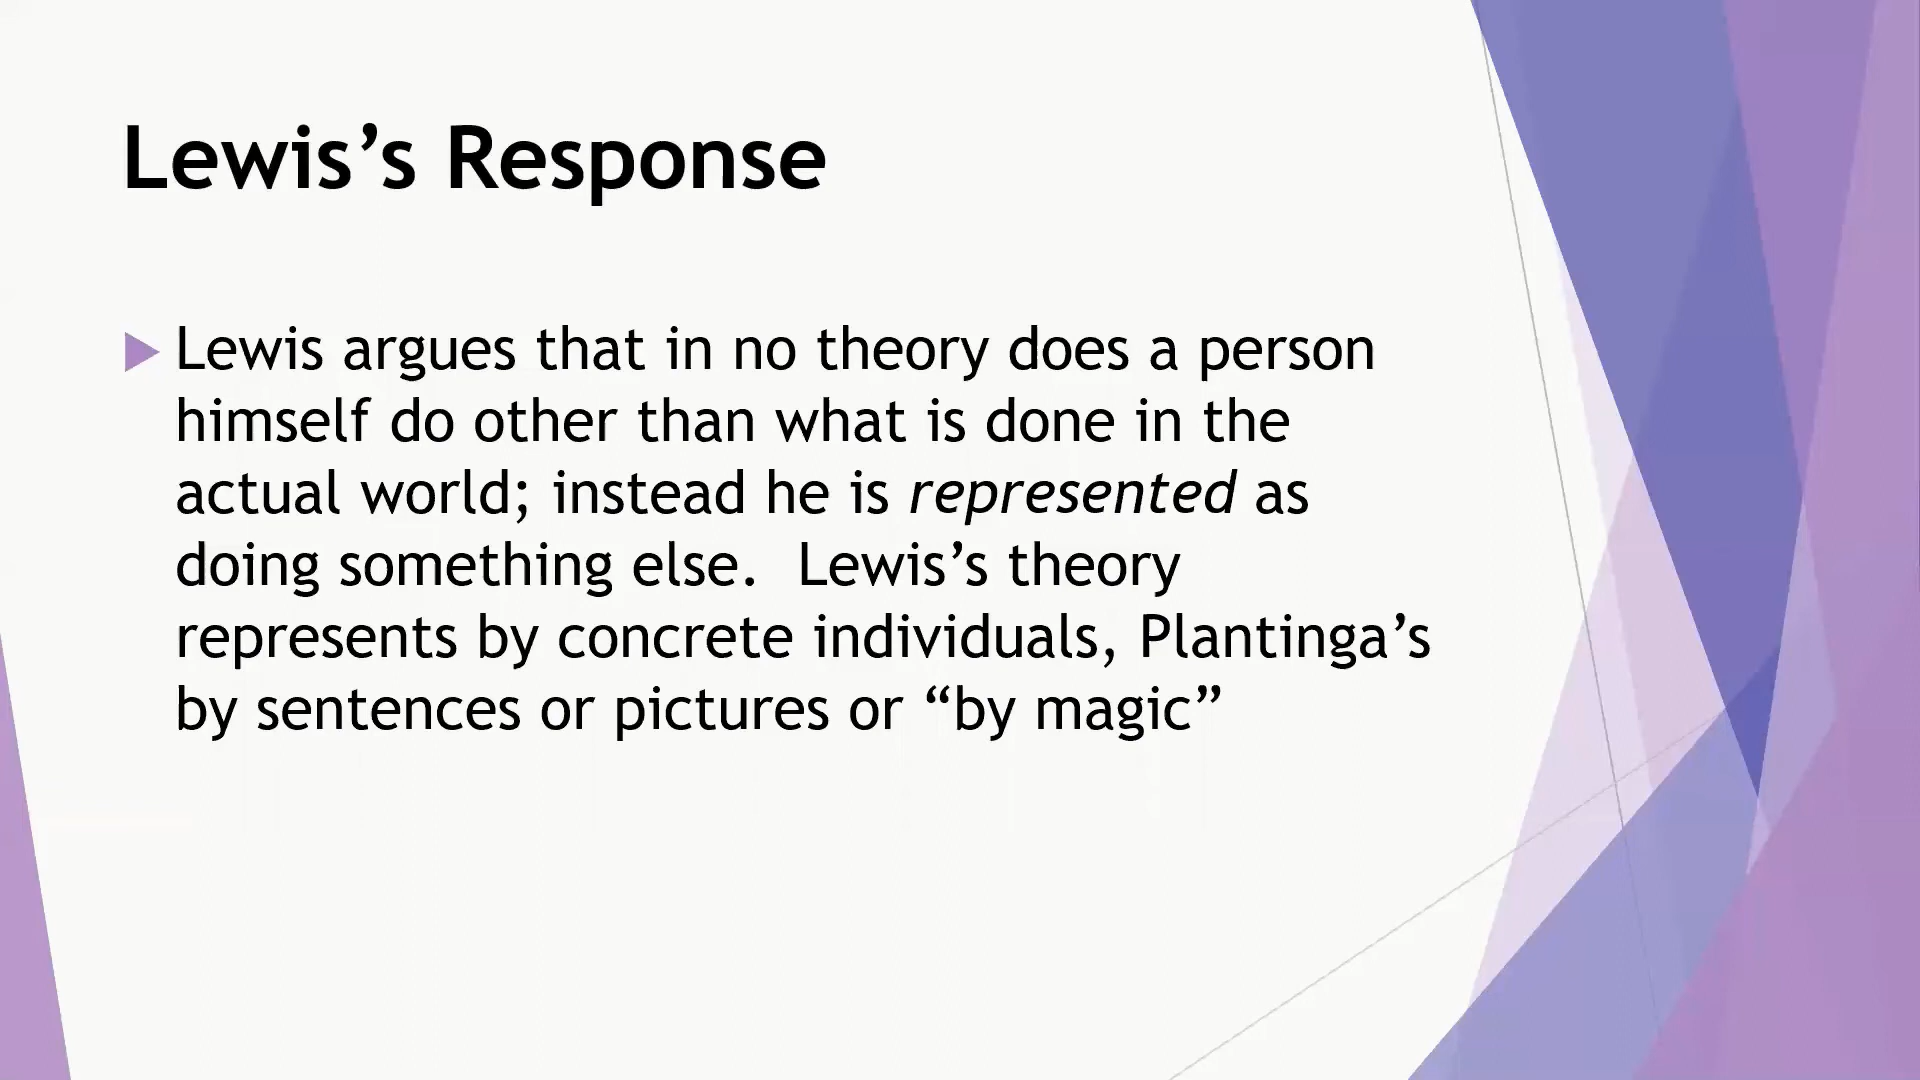 Lewis’s Response
Lewis argues that in no theory does a person
himself do other than what is done in the
actual world; instead he is represented as
doing something else.  Lewis’s theory
represents by concrete individuals, Plantinga’s
by sentences or pictures or “by magic”